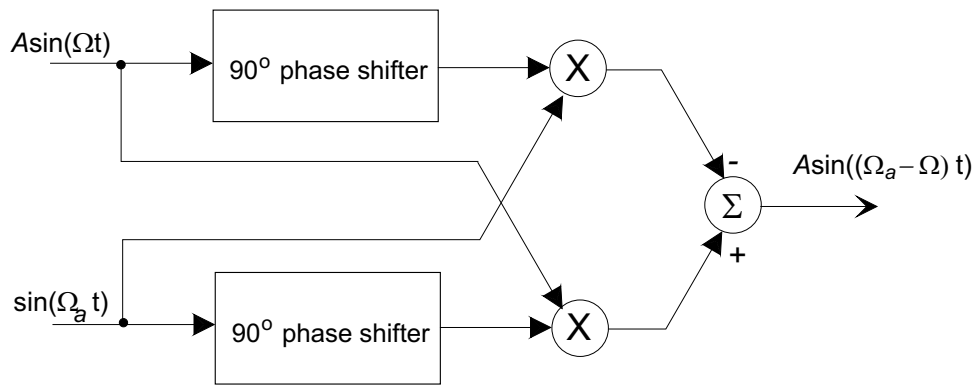 Asin(Ωt)
90° phase shifter
X
-
Asin((Ωa − Ω) t)
Σ
+
sin(Ωa t)
90° phase shifter
X